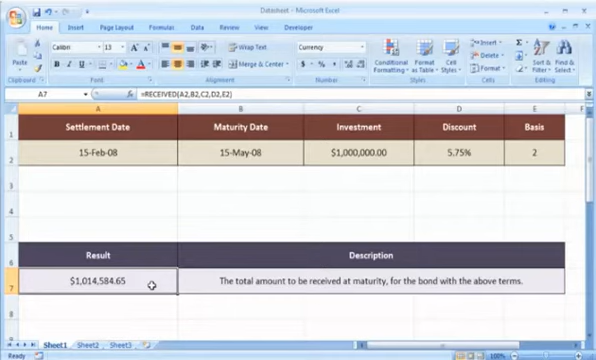 Datasheet - Microsoft Excel
Home Insert Page Layout Formulas Data Review View Developer
Paste
Calibri 13
Wrap Text
Merge & Center
Currency
$ %
Conditional Formatting
Format as Table
Cell Styles
Insert
Delete
Format
Sort & Filter
Find & Select
Clipboard Font Alignment Number Styles Cells Editing
A7 =RECEIVED(A2,B2,C2,D2,E2)
A B C D E F
1 Settlement Date Maturity Date Investment Discount Basis
2 15-Feb-08 15-May-08 $1,000,000.00 5.75% 2
3
4
5
6 Result Description
7 $1,014,584.65 The total amount to be received at maturity, for the bond with the above terms.
8
Sheet1 Sheet2 Sheet3
Ready 100%